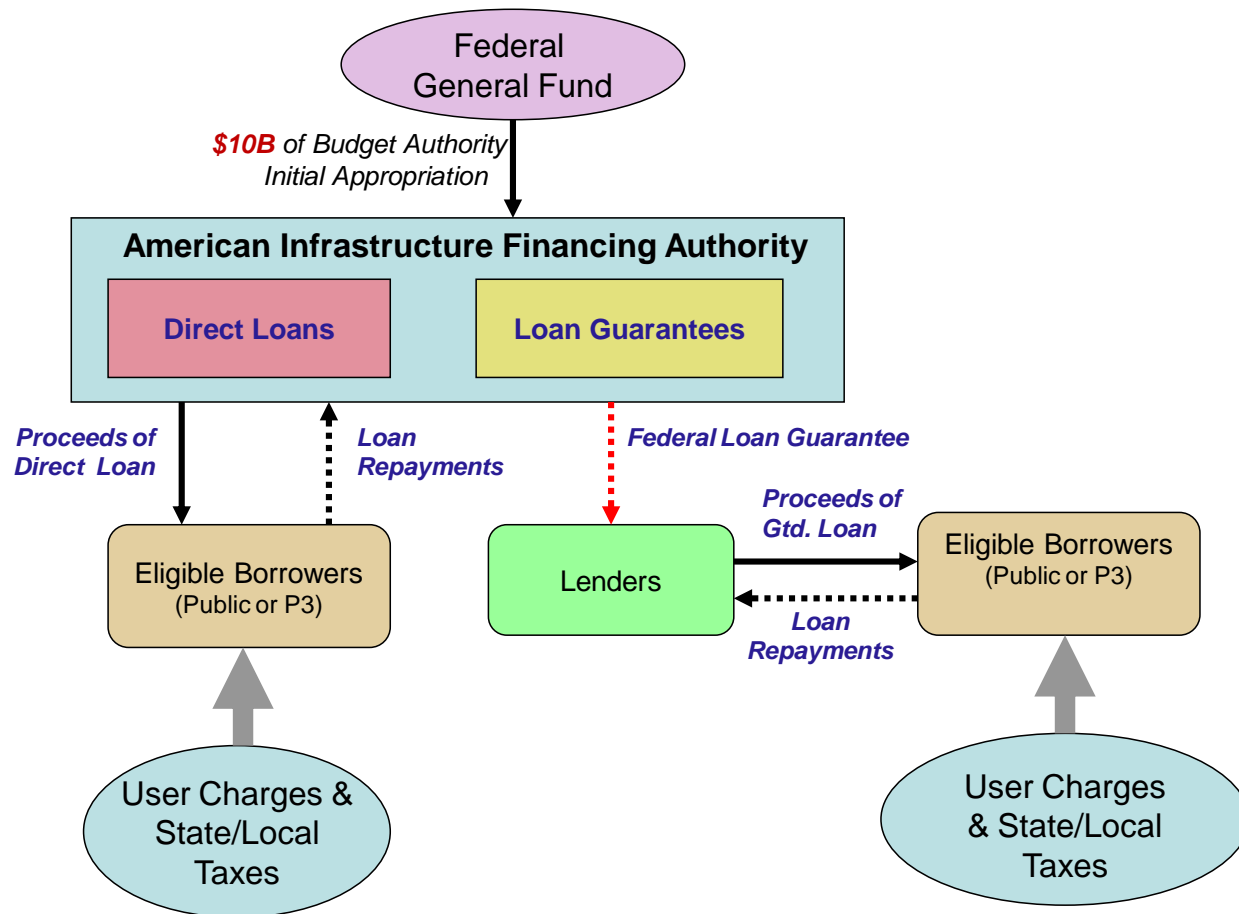 Federal
General Fund
$10B of Budget Authority
Initial Appropriation
American Infrastructure Financing Authority
Direct Loans
Loan Guarantees
Proceeds of
Direct Loan
Loan
Repayments
Federal Loan Guarantee
Proceeds of
Gtd. Loan
Eligible Borrowers
(Public or P3)
Lenders
Eligible Borrowers
(Public or P3)
Loan
Repayments
User Charges &
State/Local
Taxes
User Charges
& State/Local
Taxes